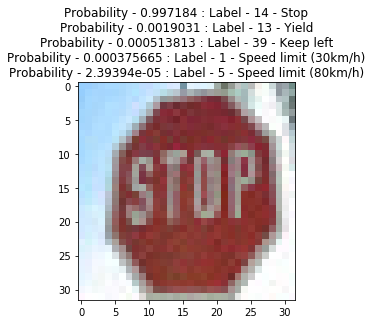 Probability - 0.997184 : Label - 14 - Stop
Probability - 0.0019031 : Label - 13 - Yield
Probability - 0.000513813 : Label - 39 - Keep left
Probability - 0.000375665 : Label - 1 - Speed limit (30km/h)
Probability - 2.39394e-05 : Label - 5 - Speed limit (80km/h)
0
5
10
STOP
15
20
25
30
0 5 10 15 20 25 30